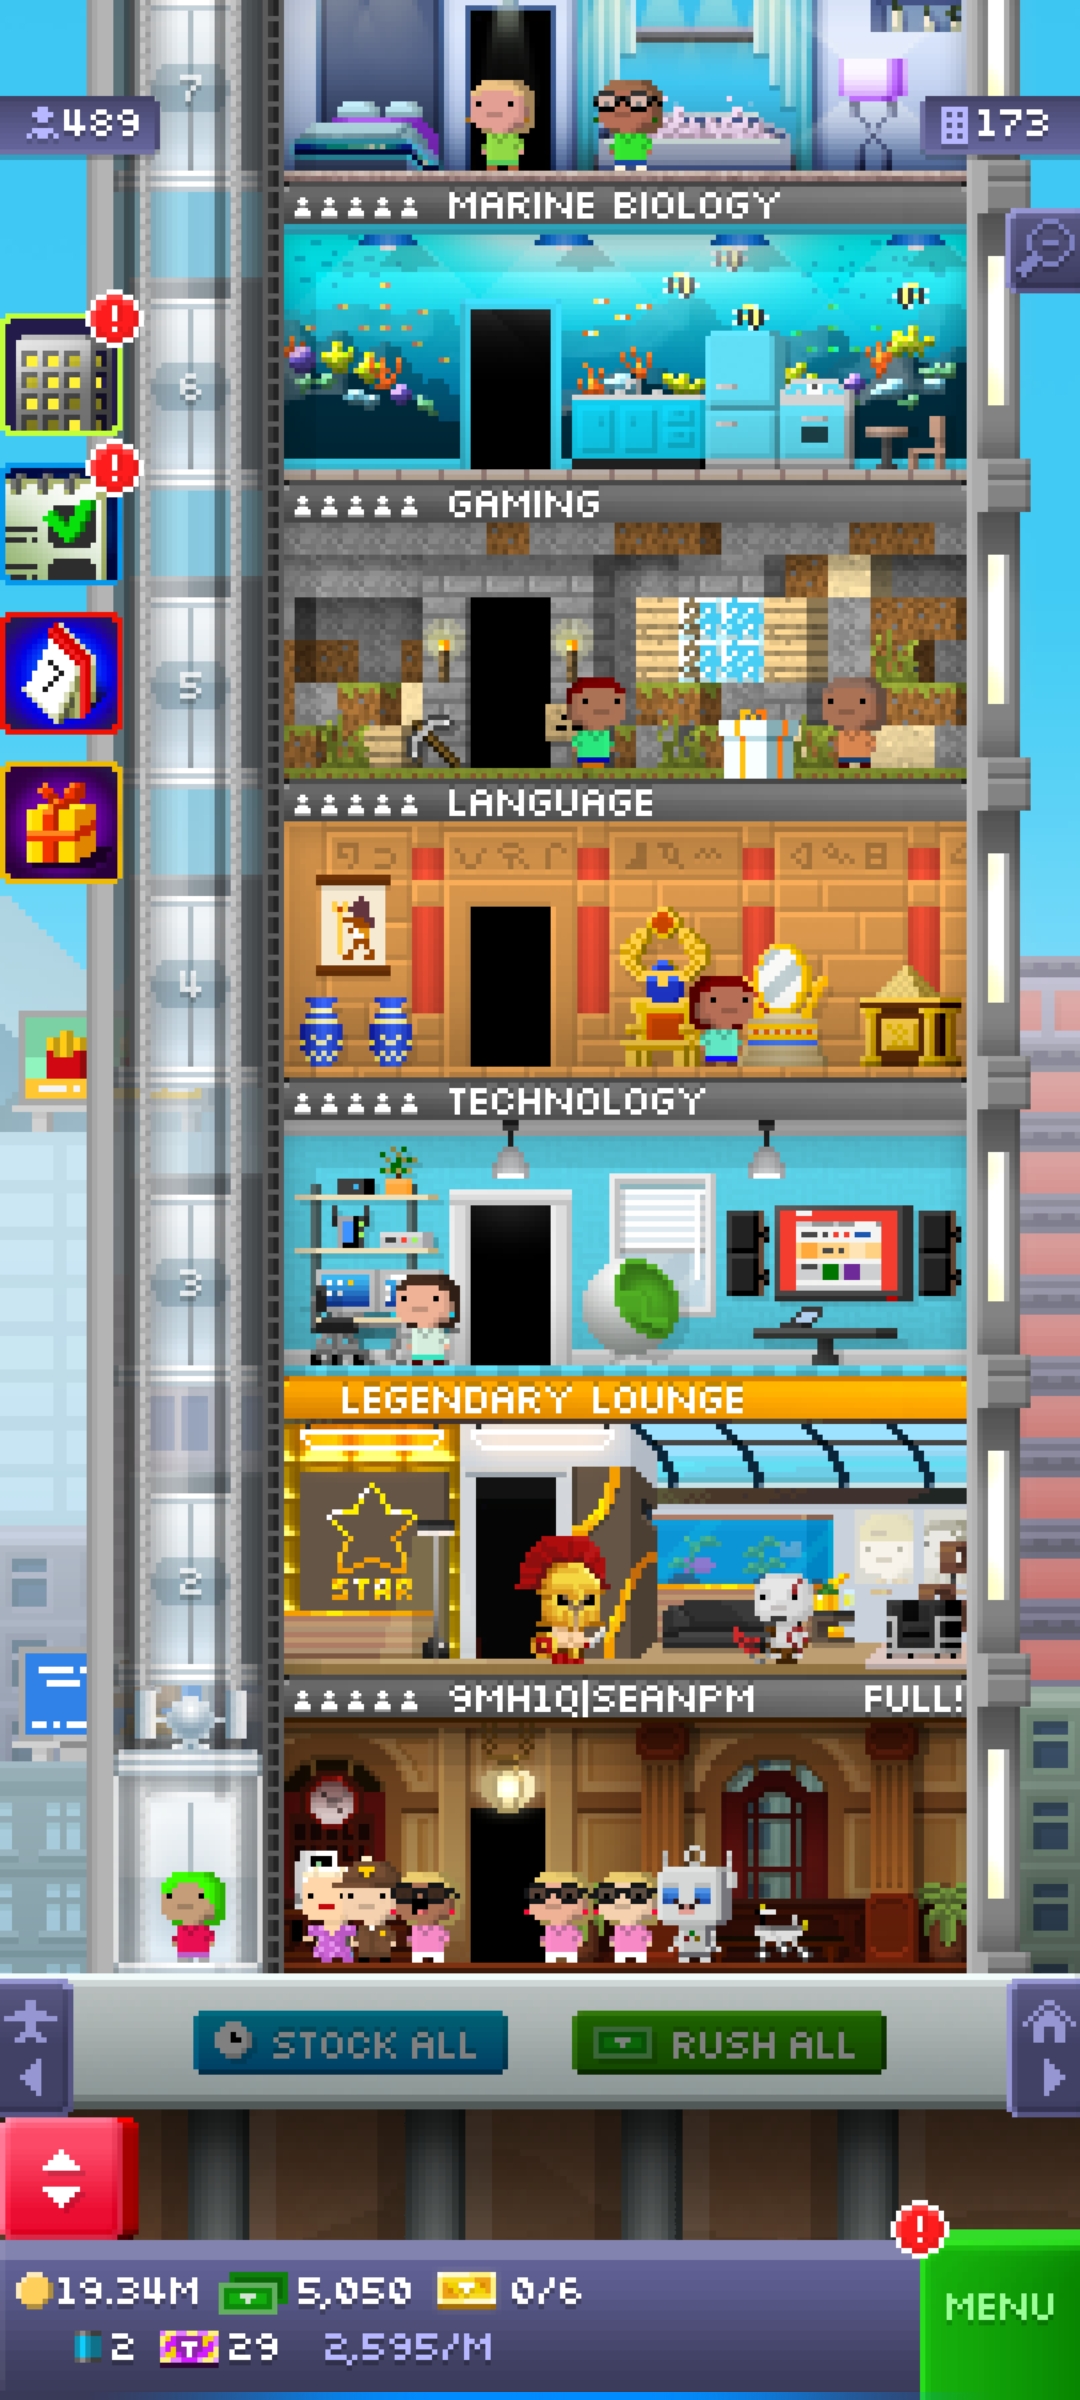 7
489
173
MARINE BIOLOGY
6
GAMING
5
LANGUAGE
4
TECHNOLOGY
3
LEGENDARY LOUNGE
STAR
2
9MH1Q|SEANPM FULL!
STOCK ALL
RUSH ALL
19.34M 5,050 0/6
2 29 2,595/M
MENU